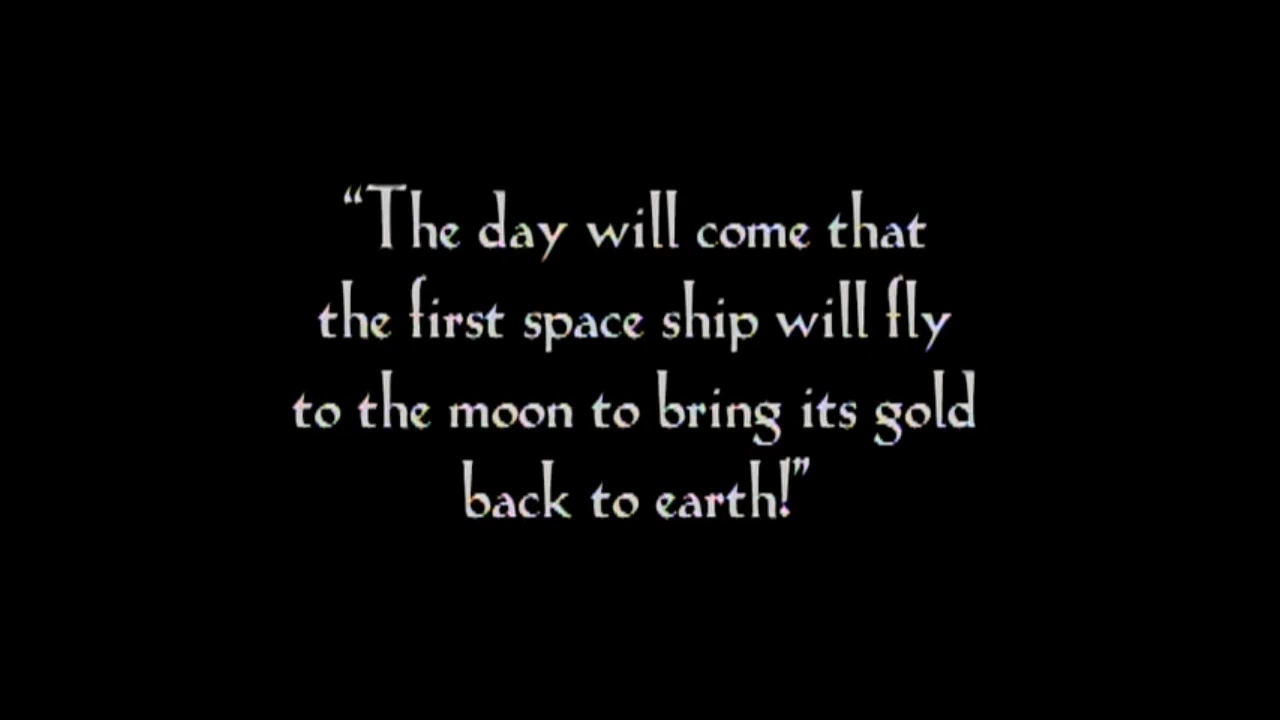 “The day will come that
the first space ship will fly
to the moon to bring its gold
back to earth!”